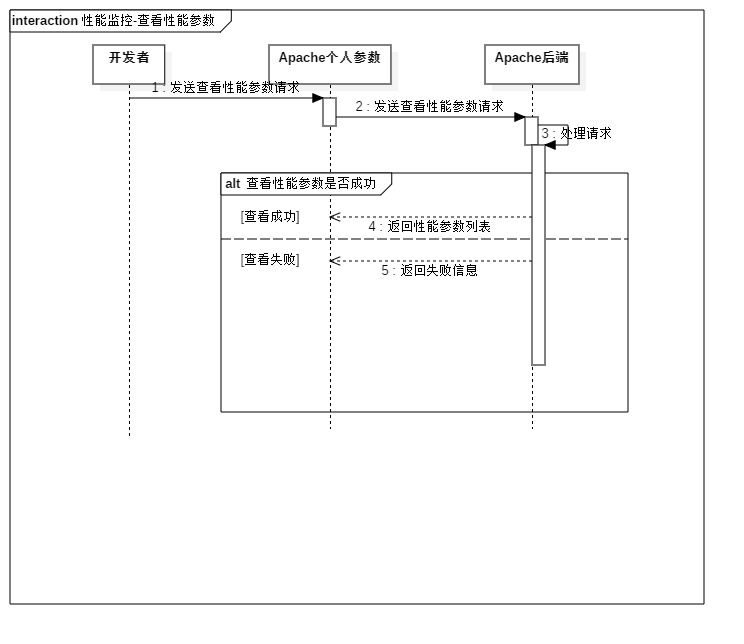 interaction 性能监控-查看性能参数
开发者
Apache个人参数
Apache后端
1 : 发送查看性能参数请求
2 : 发送查看性能参数请求
3 : 处理请求
alt 查看性能参数是否成功
[查看成功]
4 : 返回性能参数列表
[查看失败]
5 : 返回失败信息